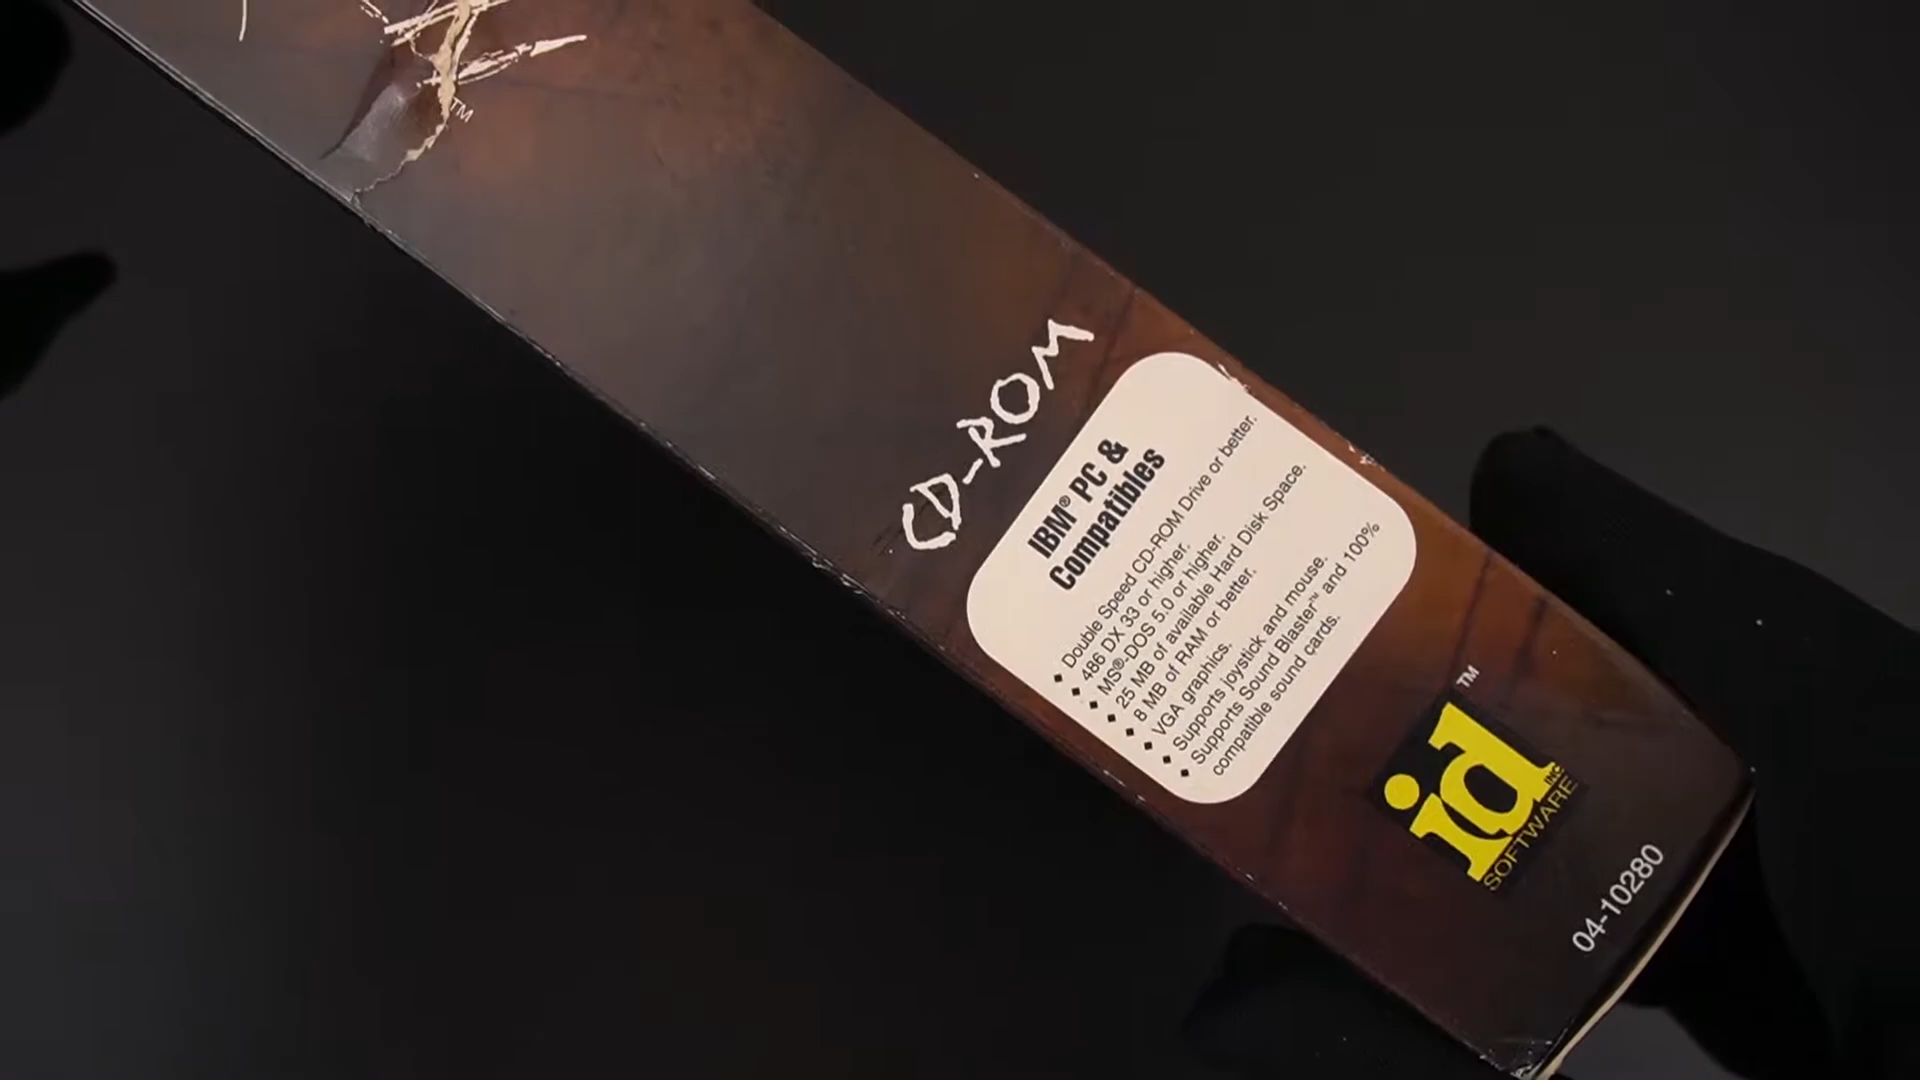 TM
CD-ROM
IBM® PC &
Compatibles
◆ Double Speed CD-ROM Drive or better.
◆ 486 DX 33 or higher.
◆ MS®-DOS 5.0 or higher.
◆ 25 MB of available Hard Disk Space.
◆ 8 MB of RAM or better.
◆ VGA graphics.
◆ Supports joystick and mouse.
◆ Supports Sound Blaster™ and 100%
compatible sound cards.
TM
id
INC
SOFTWARE
04-10280